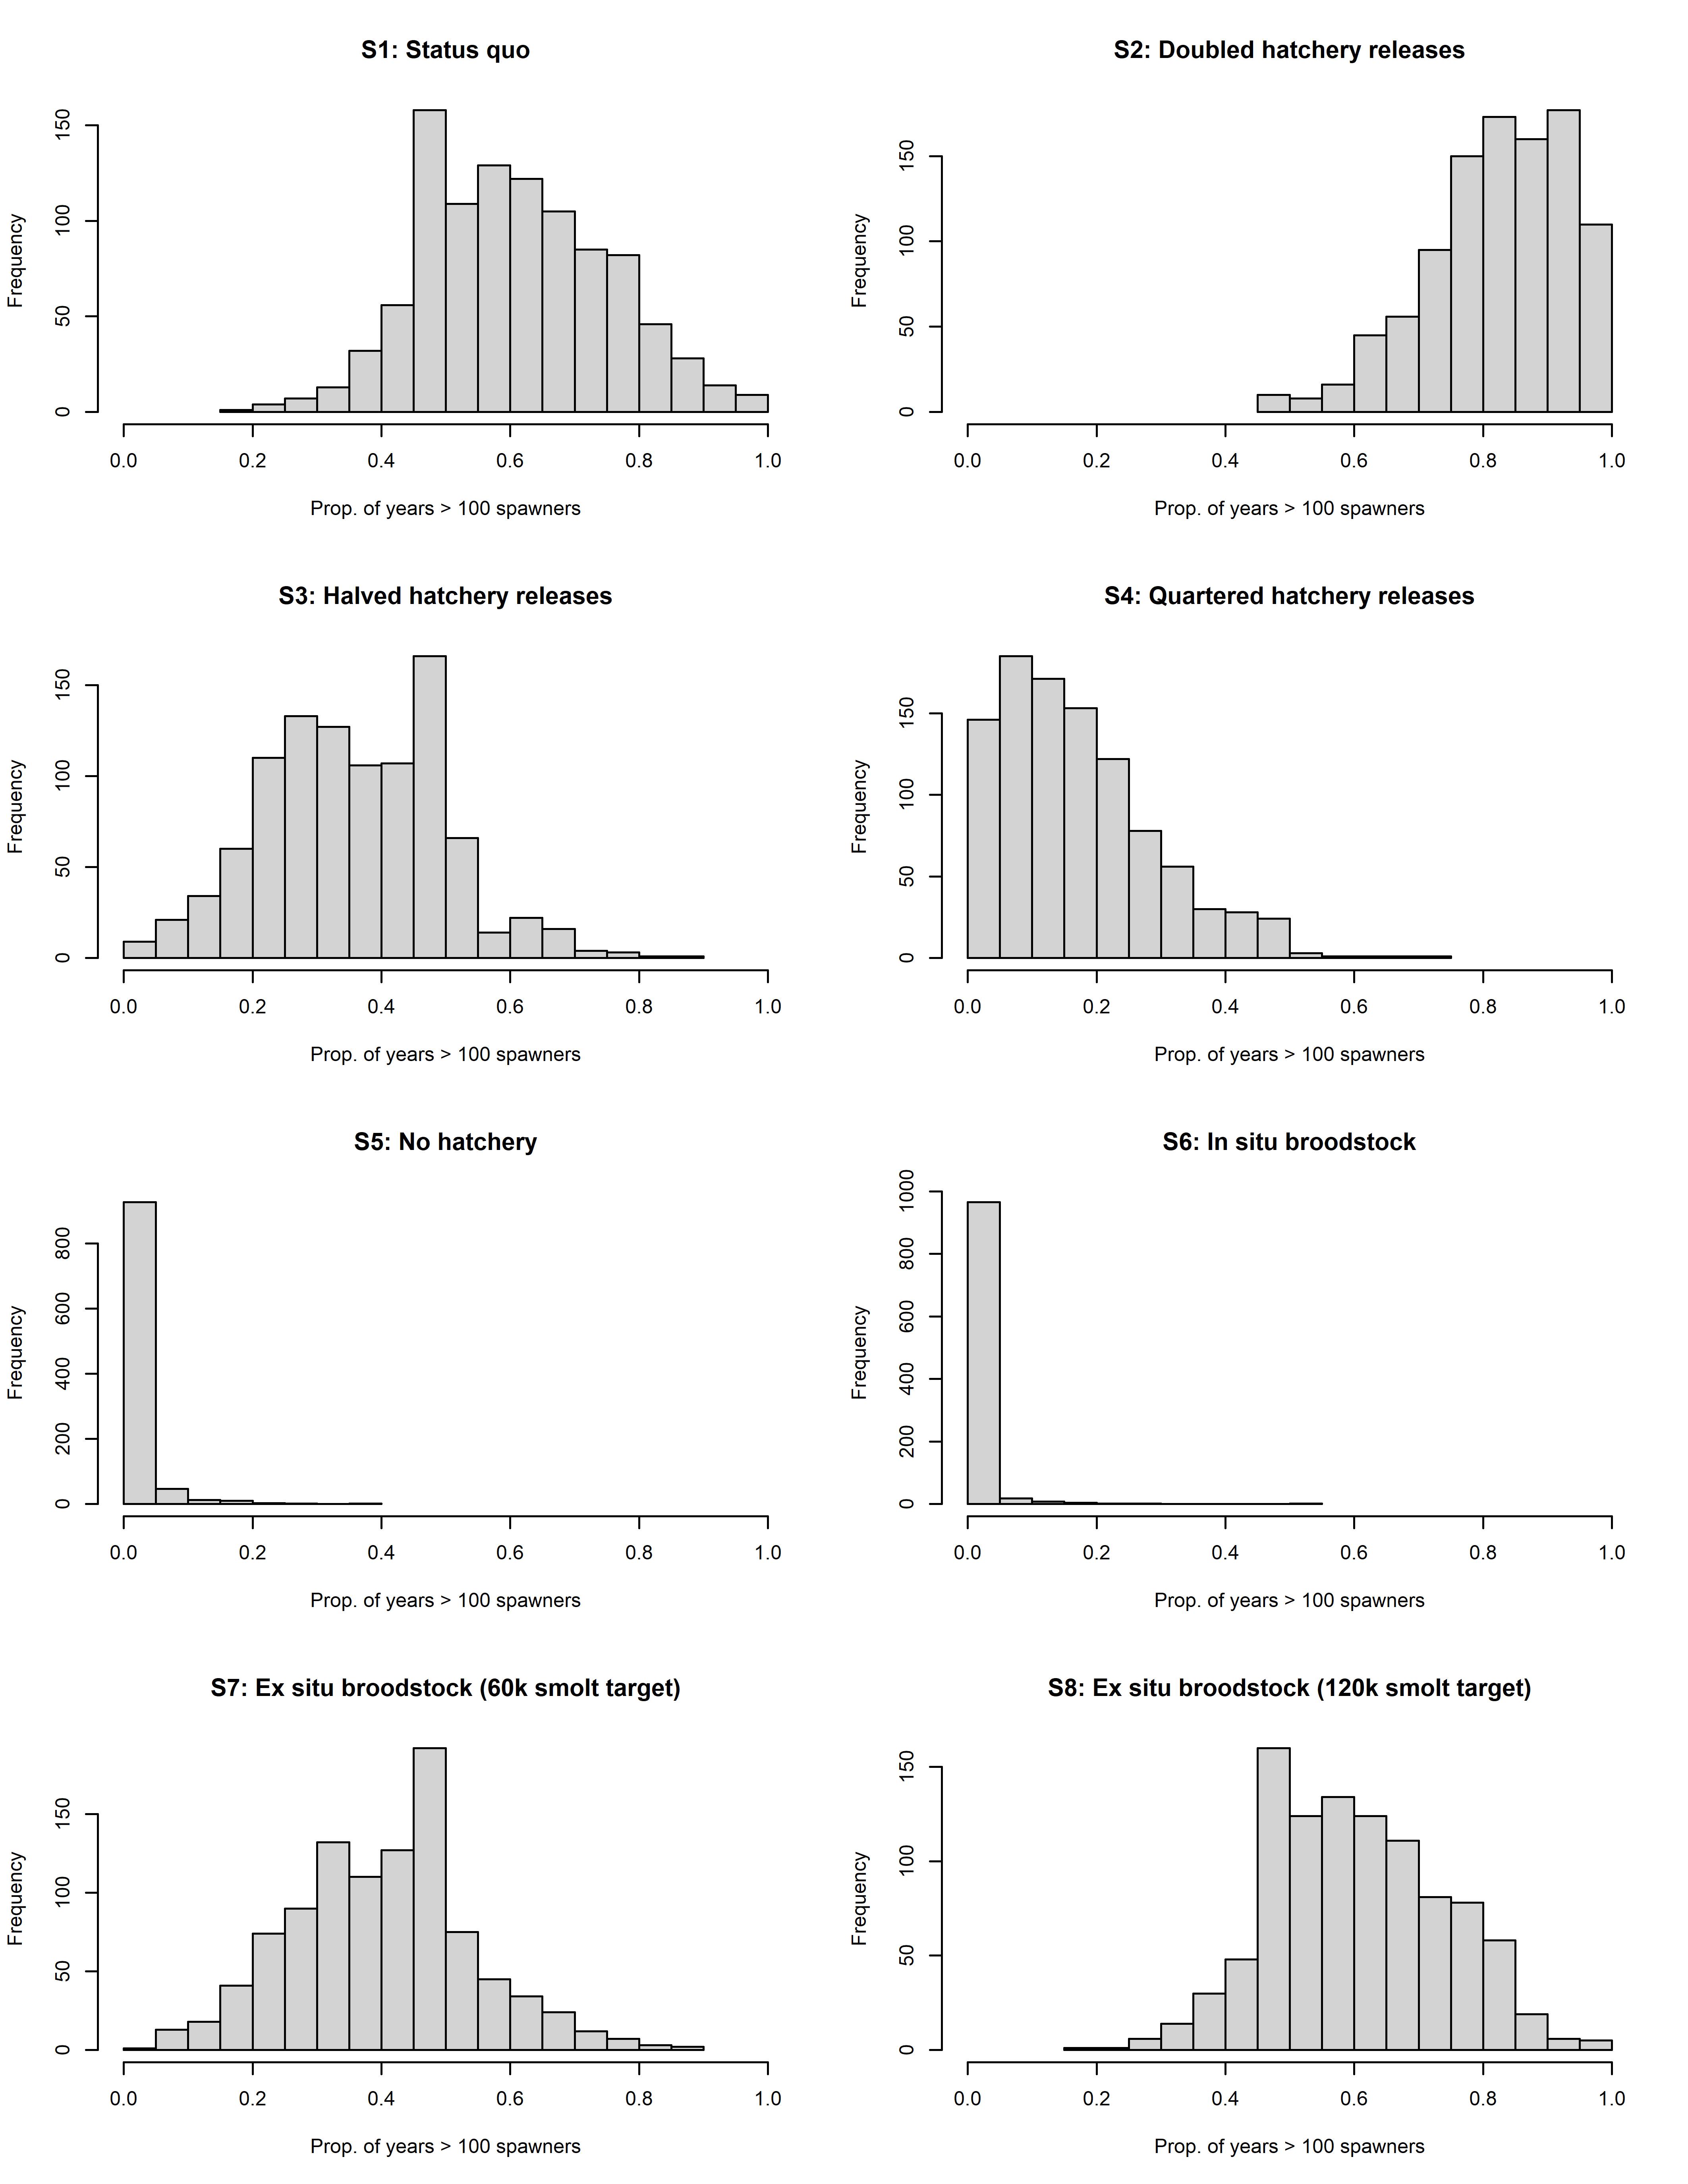 S1: Status quo
Frequency
0 50 100 150
0.0 0.2 0.4 0.6 0.8 1.0
Prop. of years > 100 spawners
S2: Doubled hatchery releases
Frequency
0 50 100 150
0.0 0.2 0.4 0.6 0.8 1.0
Prop. of years > 100 spawners
S3: Halved hatchery releases
Frequency
0 50 100 150
0.0 0.2 0.4 0.6 0.8 1.0
Prop. of years > 100 spawners
S4: Quartered hatchery releases
Frequency
0 50 100 150
0.0 0.2 0.4 0.6 0.8 1.0
Prop. of years > 100 spawners
S5: No hatchery
Frequency
0 200 400 600 800
0.0 0.2 0.4 0.6 0.8 1.0
Prop. of years > 100 spawners
S6: In situ broodstock
Frequency
0 200 400 600 800 1000
0.0 0.2 0.4 0.6 0.8 1.0
Prop. of years > 100 spawners
S7: Ex situ broodstock (60k smolt target)
Frequency
0 50 100 150
0.0 0.2 0.4 0.6 0.8 1.0
Prop. of years > 100 spawners
S8: Ex situ broodstock (120k smolt target)
Frequency
0 50 100 150
0.0 0.2 0.4 0.6 0.8 1.0
Prop. of years > 100 spawners